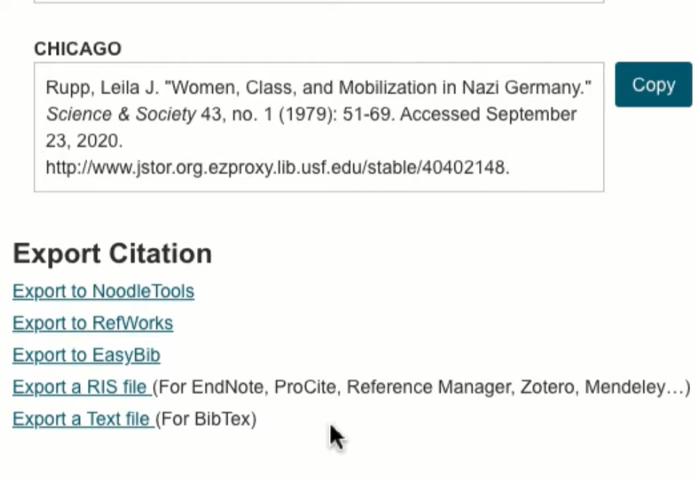 CHICAGO
Rupp, Leila J. "Women, Class, and Mobilization in Nazi Germany."
Science & Society 43, no. 1 (1979): 51-69. Accessed September
23, 2020.
http://www.jstor.org.ezproxy.lib.usf.edu/stable/40402148.
Copy
Export Citation
Export to NoodleTools
Export to RefWorks
Export to EasyBib
Export a RIS file (For EndNote, ProCite, Reference Manager, Zotero, Mendeley…)
Export a Text file (For BibTex)